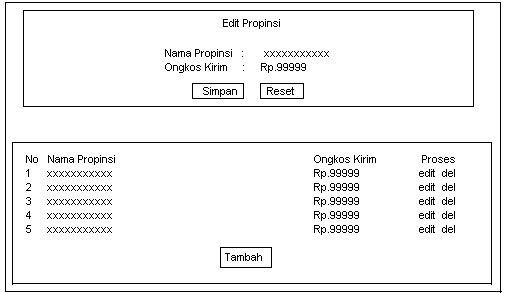 Edit Propinsi
Nama Propinsi : xxxxxxxxxxx
Ongkos Kirim : Rp.99999
Simpan Reset
No Nama Propinsi Ongkos Kirim Proses
1 xxxxxxxxxxx Rp.99999 edit del
2 xxxxxxxxxxx Rp.99999 edit del
3 xxxxxxxxxxx Rp.99999 edit del
4 xxxxxxxxxxx Rp.99999 edit del
5 xxxxxxxxxxx Rp.99999 edit del
Tambah